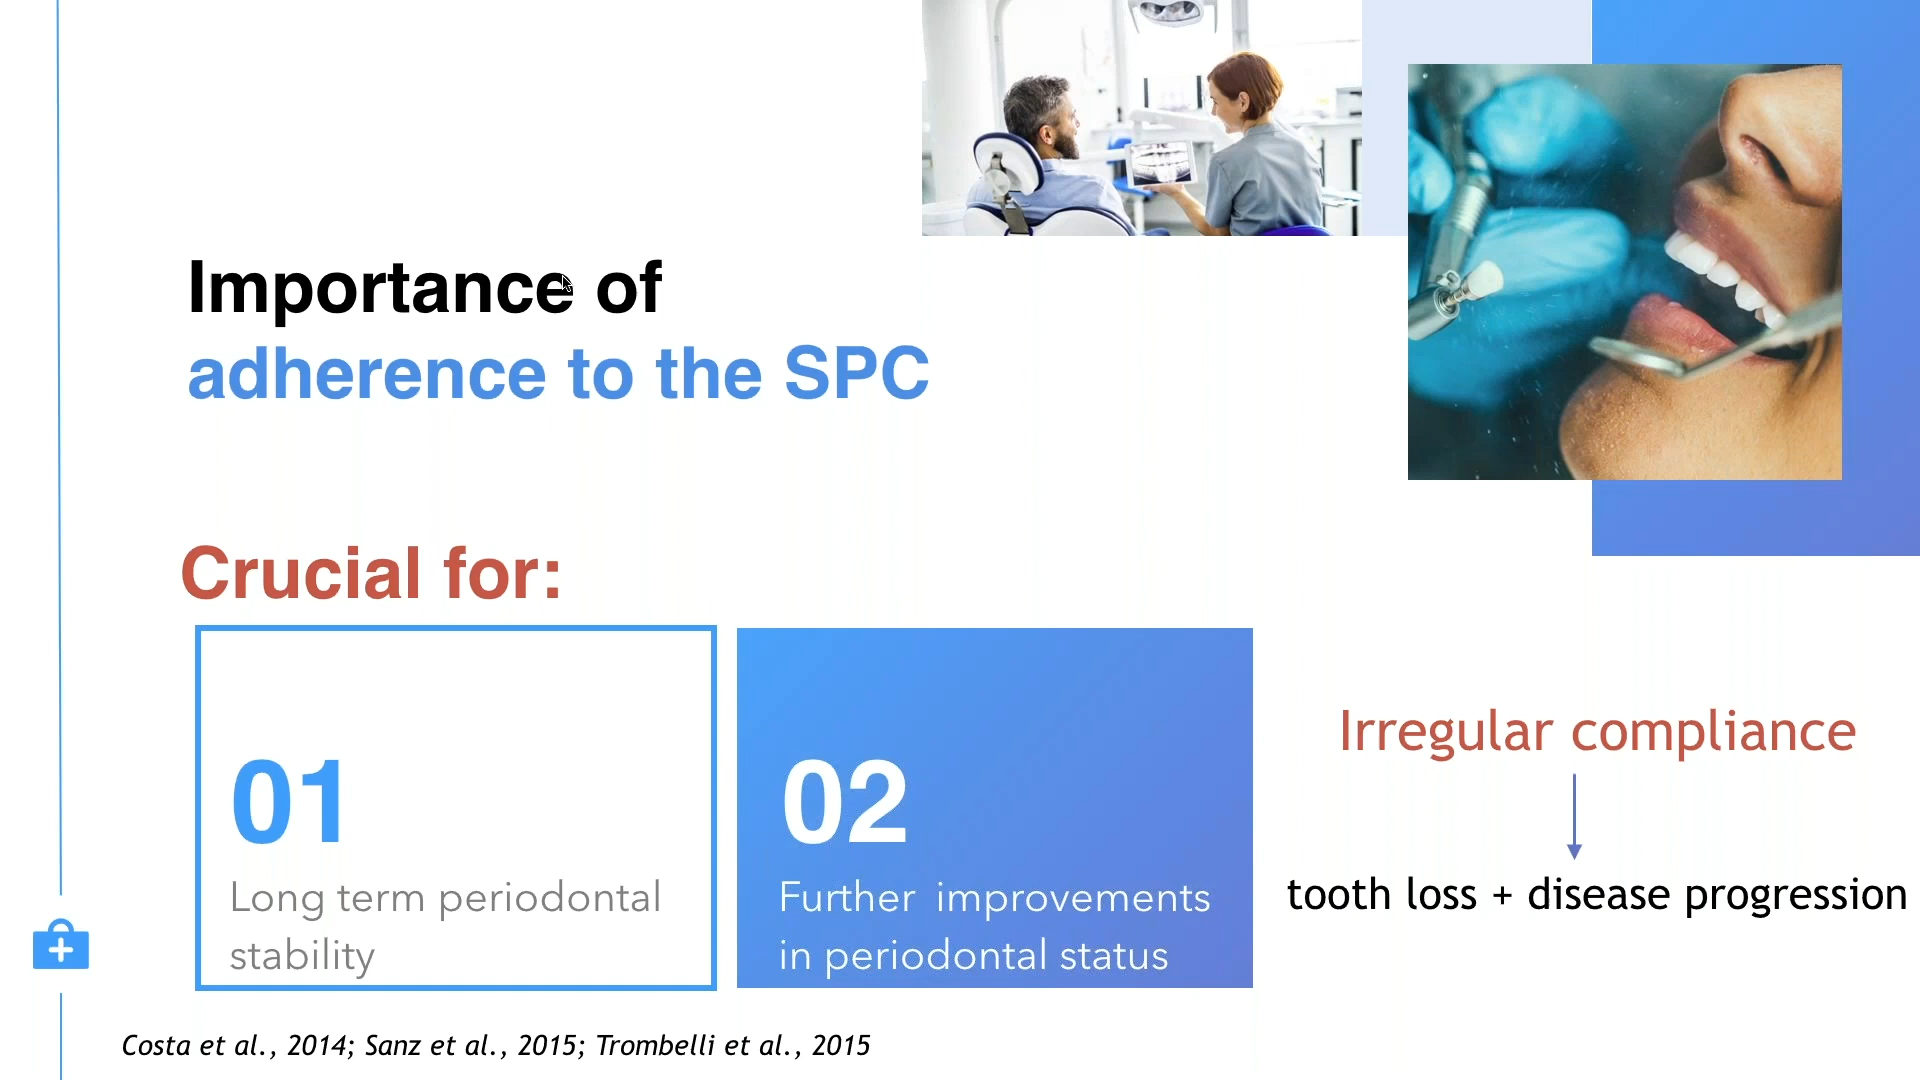 Importance of
adherence to the SPC
Crucial for:
01
Long term periodontal
stability
02
Further improvements
in periodontal status
Irregular compliance
tooth loss + disease progression
Costa et al., 2014; Sanz et al., 2015; Trombelli et al., 2015